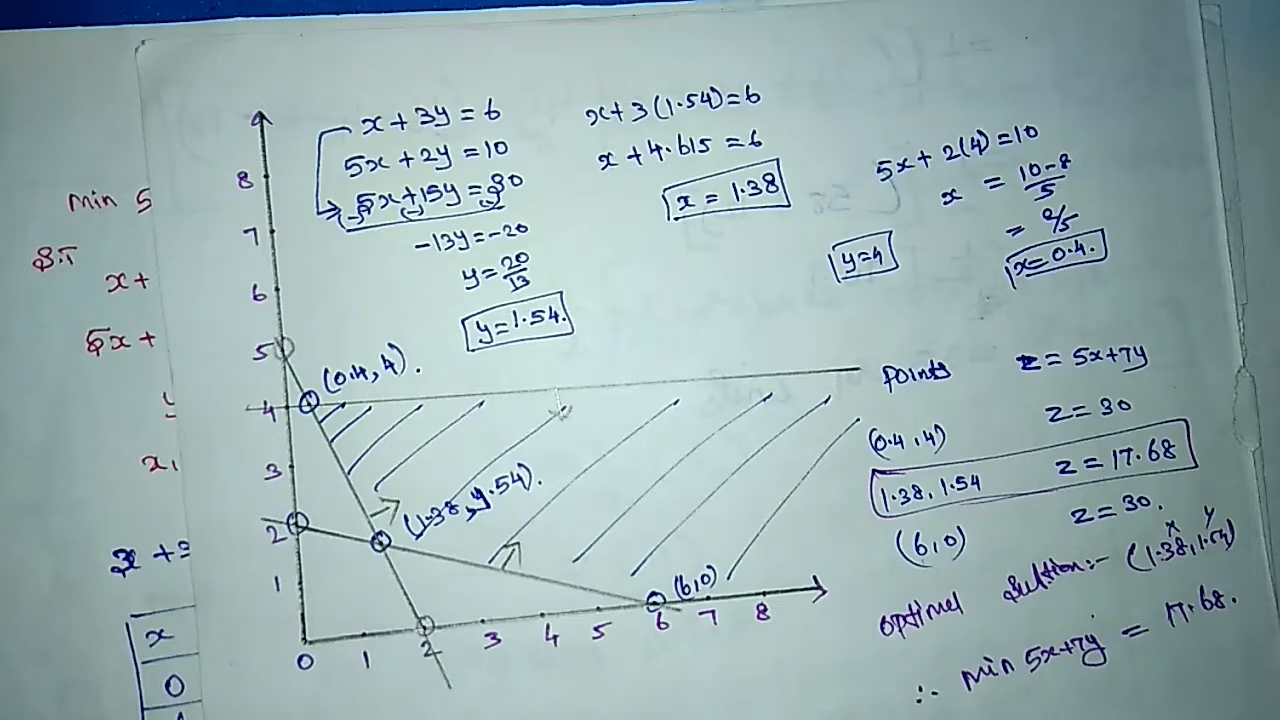 min 5
S.T
x+
5x+
x,
x
0
x + 3y = 6
5x + 2y = 10
5x + 15y = 30
(-) (-) (-)
-13y = -20
y = 20/13
y = 1.54.
x + 3(1.54) = 6
x + 4.615 = 6
x = 1.38
y = 4
5x + 2(4) = 10
x = 10-8/5
= 2/5
x = 0.4.
8
7
6
5
4
3
2
1
0 1 2 3 4 5 6 7 8
(0.4, 4).
(1.38, y.54).
(6,0)
points z = 5x+7y
(0.4, 4) z = 30
1.38, 1.54 z = 17.68
(6,0) z = 30.
x y
optimel solution:- (1.38, 1.54)
∴ min 5x+7y = 17.68.